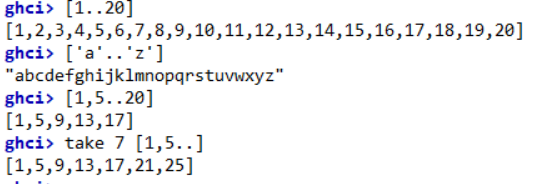 ghci> [1..20]
[1,2,3,4,5,6,7,8,9,10,11,12,13,14,15,16,17,18,19,20]
ghci> ['a'..'z']
"abcdefghijklmnopqrstuvwxyz"
ghci> [1,5..20]
[1,5,9,13,17]
ghci> take 7 [1,5..]
[1,5,9,13,17,21,25]